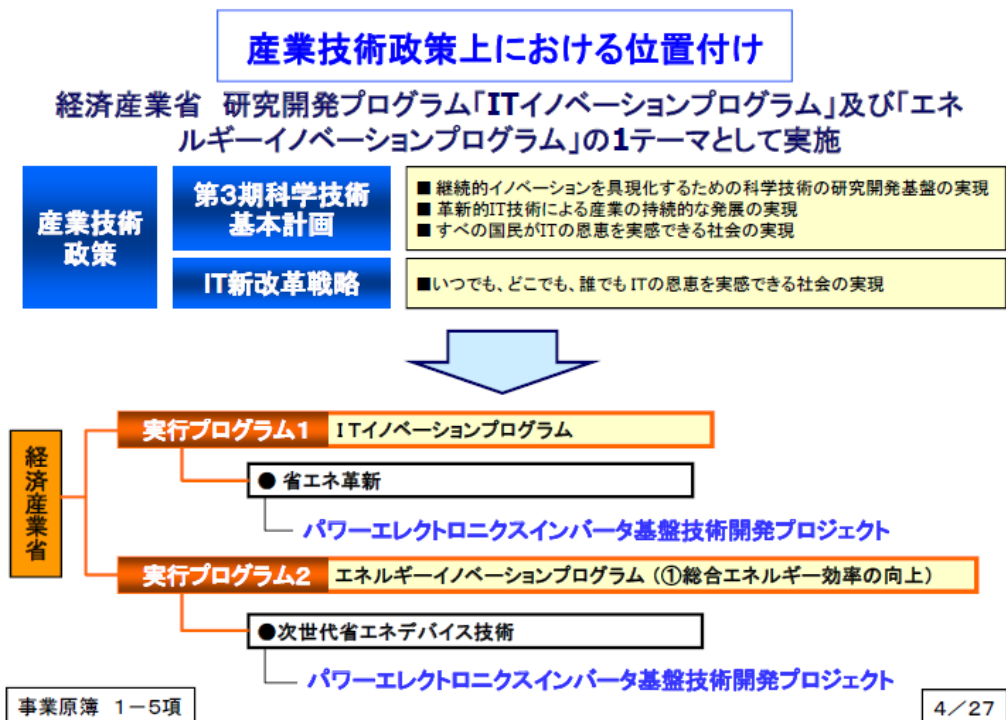 産業技術政策上における位置付け
経済産業省 研究開発プログラム「ITイノベーションプログラム」及び「エネ
ルギーイノベーションプログラム」の1テーマとして実施
産業技術
政策
第3期科学技術
基本計画
■ 継続的イノベーションを具現化するための科学技術の研究開発基盤の実現
■ 革新的IT技術による産業の持続的な発展の実現
■ すべの国民がITの恩恵を実感できる社会の実現
IT新改革戦略
■いつでも、どこでも、誰でもITの恩恵を実感できる社会の実現
経済産業省
実行プログラム1
ITイノベーションプログラム
● 省エネ革新
パワーエレクトロニクスインバータ基盤技術開発プロジェクト
実行プログラム2
エネルギーイノベーションプログラム (①総合エネルギー効率の向上)
●次世代省エネデバイス技術
パワーエレクトロニクスインバータ基盤技術開発プロジェクト
事業原簿 1-5項
4/27